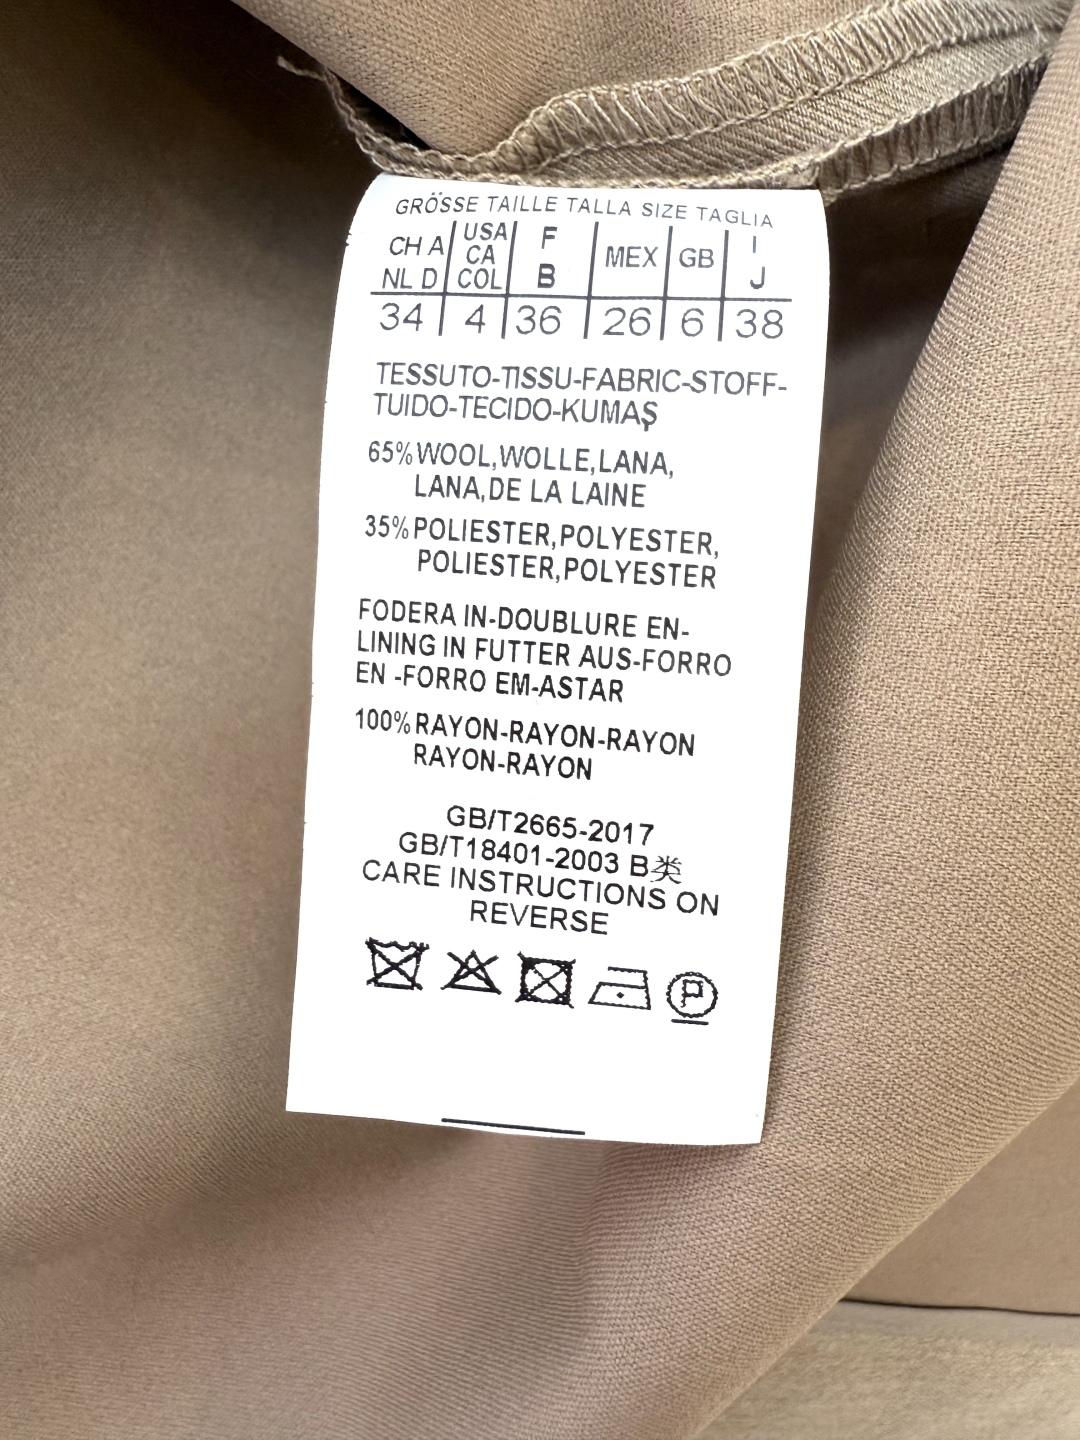 GRÖSSE TAILLE TALLA SIZE TAGLIA
CH A NL D | USA CA COL | F B | MEX | GB | I J
34 | 4 | 36 | 26 | 6 | 38
TESSUTO-TISSU-FABRIC-STOFF-
TUIDO-TECIDO-KUMAŞ
65% WOOL,WOLLE,LANA,
LANA,DE LA LAINE
35% POLIESTER,POLYESTER,
POLIESTER,POLYESTER
FODERA IN-DOUBLURE EN-
LINING IN FUTTER AUS-FORRO
EN -FORRO EM-ASTAR
100% RAYON-RAYON-RAYON
RAYON-RAYON
GB/T2665-2017
GB/T18401-2003 B类
CARE INSTRUCTIONS ON
REVERSE
P